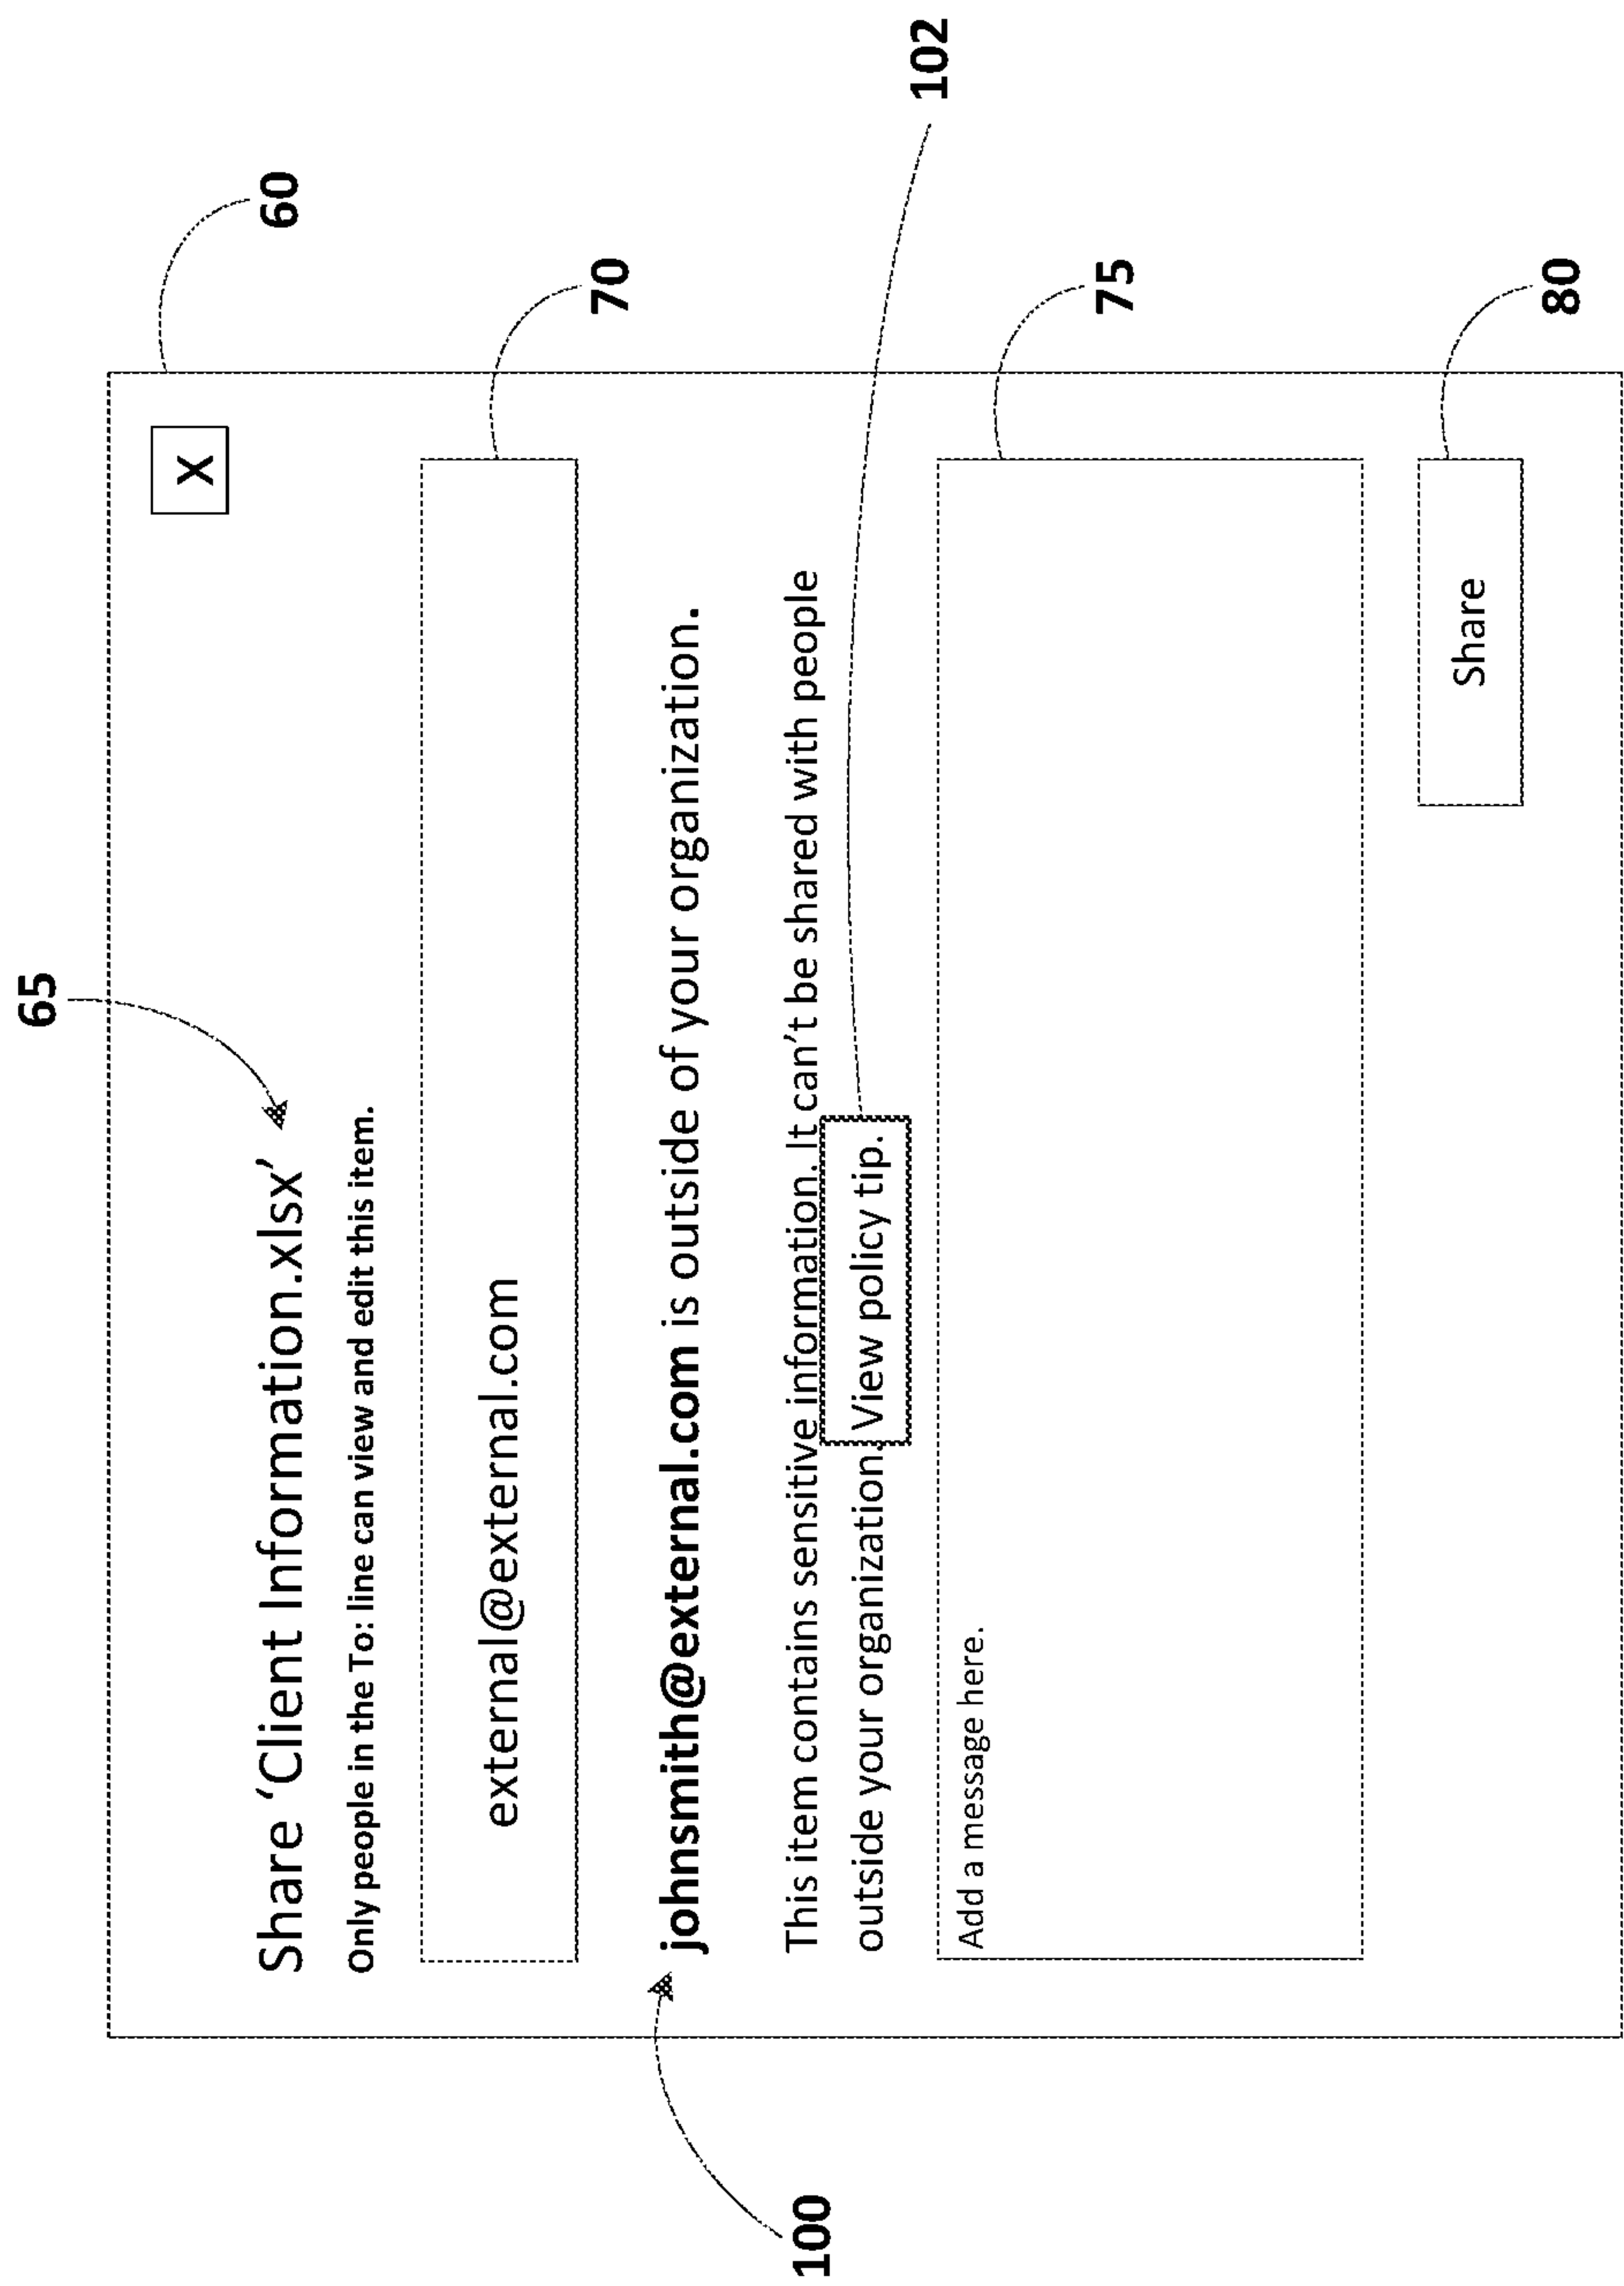 65
60
X
Share ‘Client Information.xlsx’
Only people in the To: line can view and edit this item.
70
external@external.com
100
johnsmith@external.com is outside of your organization.
This item contains sensitive information. It can’t be shared with people
outside your organization. View policy tip.
102
75
Add a message here.
80
Share